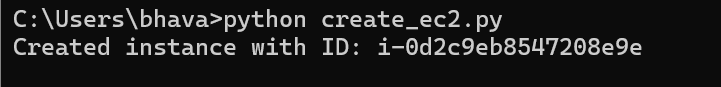 C:\Users\bhava>python create_ec2.py
Created instance with ID: i-0d2c9eb8547208e9e